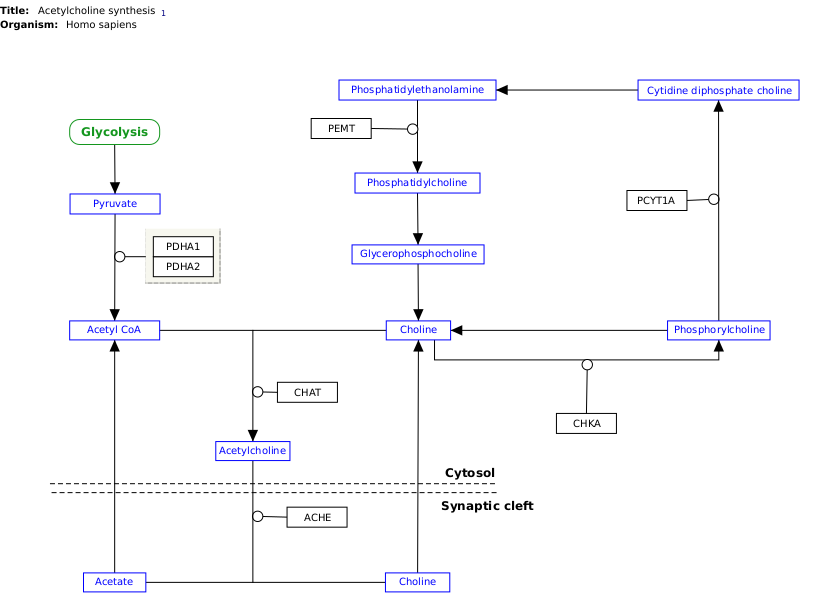 Title: Acetylcholine synthesis 1
Organism: Homo sapiens
Phosphatidylethanolamine
Cytidine diphosphate choline
PEMT
Glycolysis
Phosphatidylcholine
Pyruvate
PCYT1A
PDHA1
PDHA2
Glycerophosphocholine
Acetyl CoA
Choline
Phosphorylcholine
CHAT
CHKA
Acetylcholine
Cytosol
Synaptic cleft
ACHE
Acetate
Choline